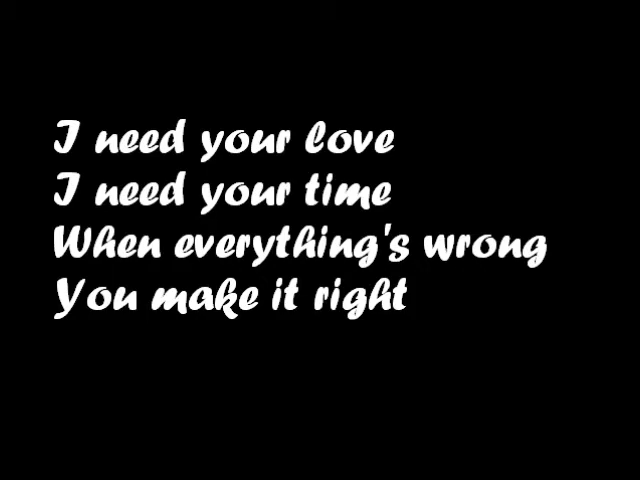 I need your love
I need your time
When everything's wrong
You make it right